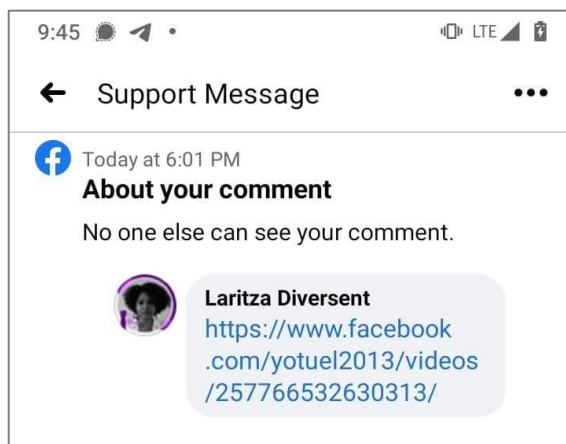 9:45 LTE
Support Message
Today at 6:01 PM
About your comment
No one else can see your comment.
Laritza Diversent
https://www.facebook
.com/yotuel2013/videos
/257766532630313/